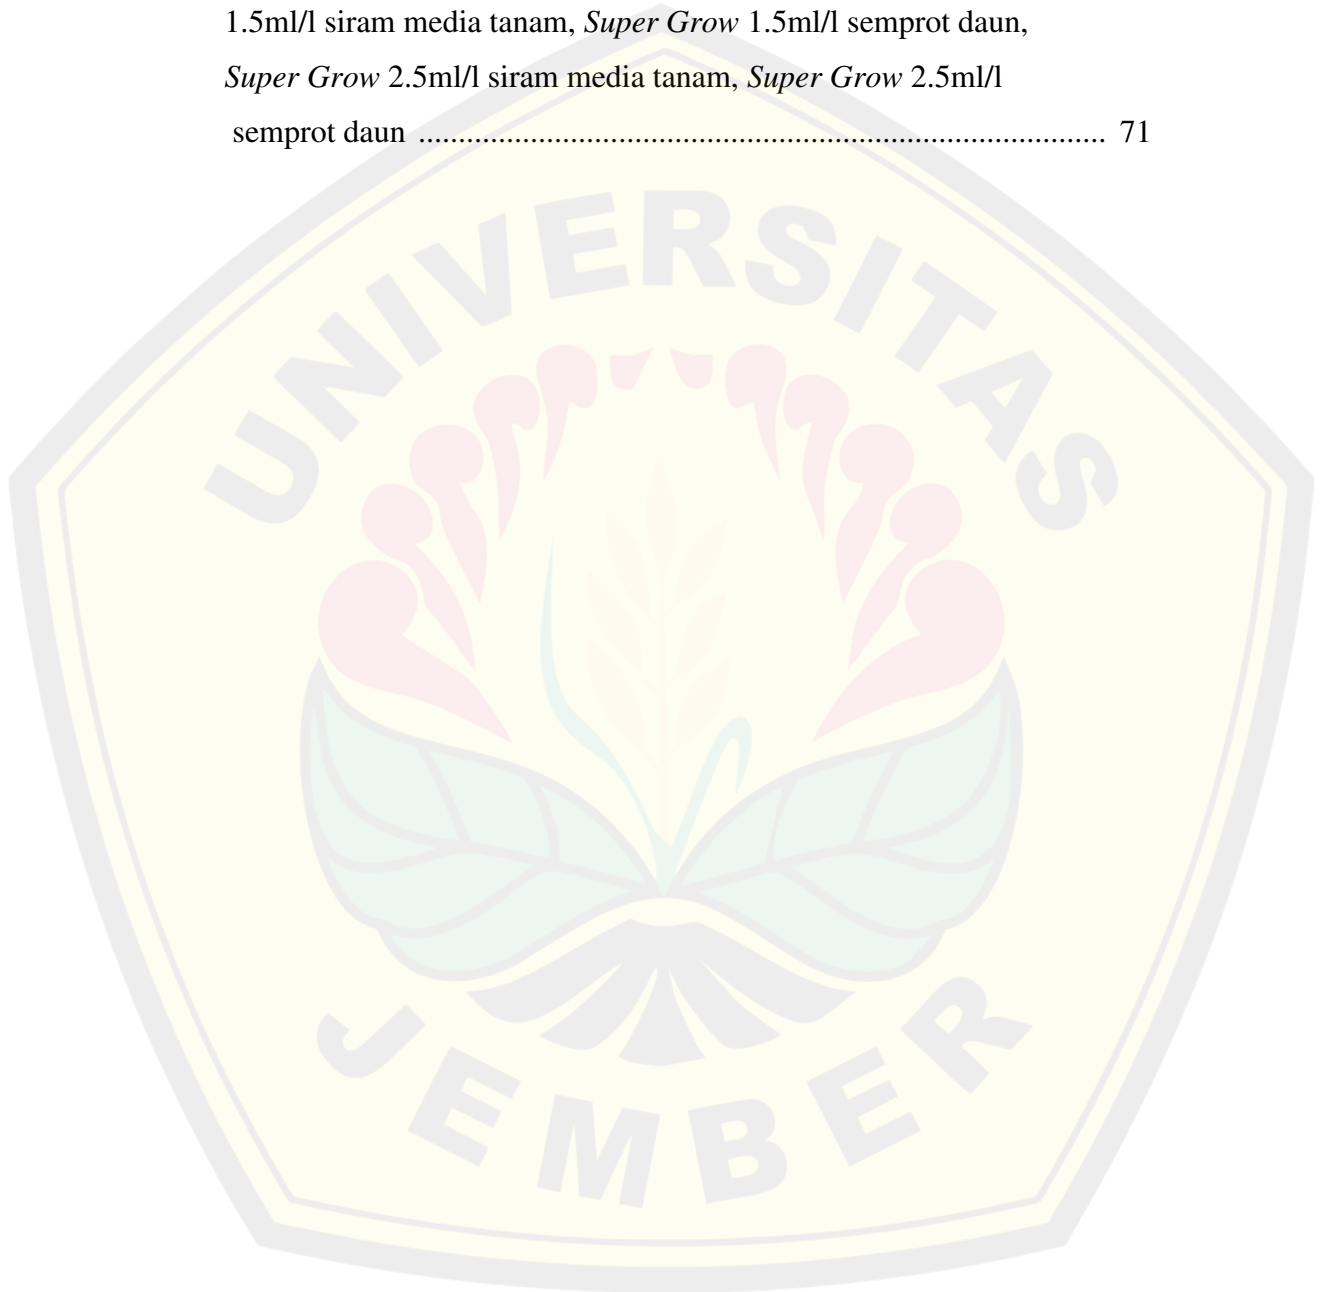 1.5ml/l siram media tanam, Super Grow 1.5ml/l semprot daun,
Super Grow 2.5ml/l siram media tanam, Super Grow 2.5ml/l
semprot daun ....................................................................................... 71
UNIVERSITAS
JEMBER